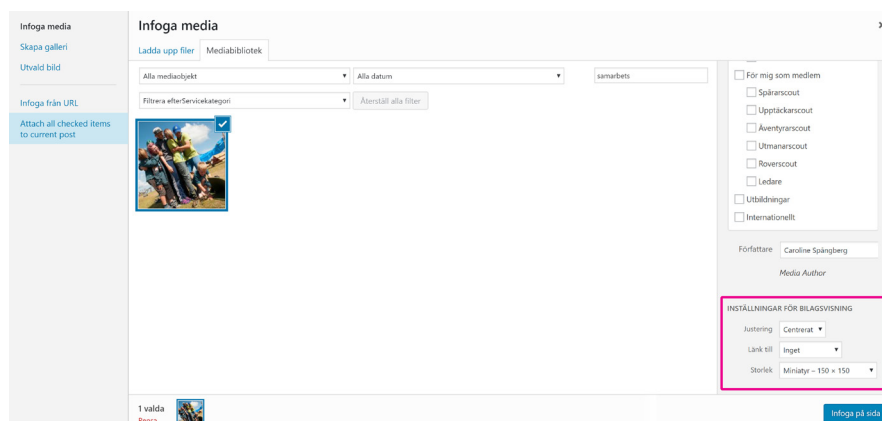 Infoga media
Skapa galleri
Utvald bild
Infoga från URL
Attach all checked items
to current post
Infoga media
Ladda upp filer Mediabibliotek
Alla mediaobjekt Alla datum samarbets
Filtrera efterServicekategori Återställ alla filter
För mig som medlem
Spårarscout
Upptäckarscout
Äventyrarscout
Utmanarscout
Roverscout
Ledare
Utbildningar
Internationellt
Författare Caroline Spångberg
Media Author
INSTÄLLNINGAR FÖR BILAGSVISNING
Justering Centrerat
Länk till Inget
Storlek Miniatyr – 150 × 150
1 valda
Rensa
Infoga på sida